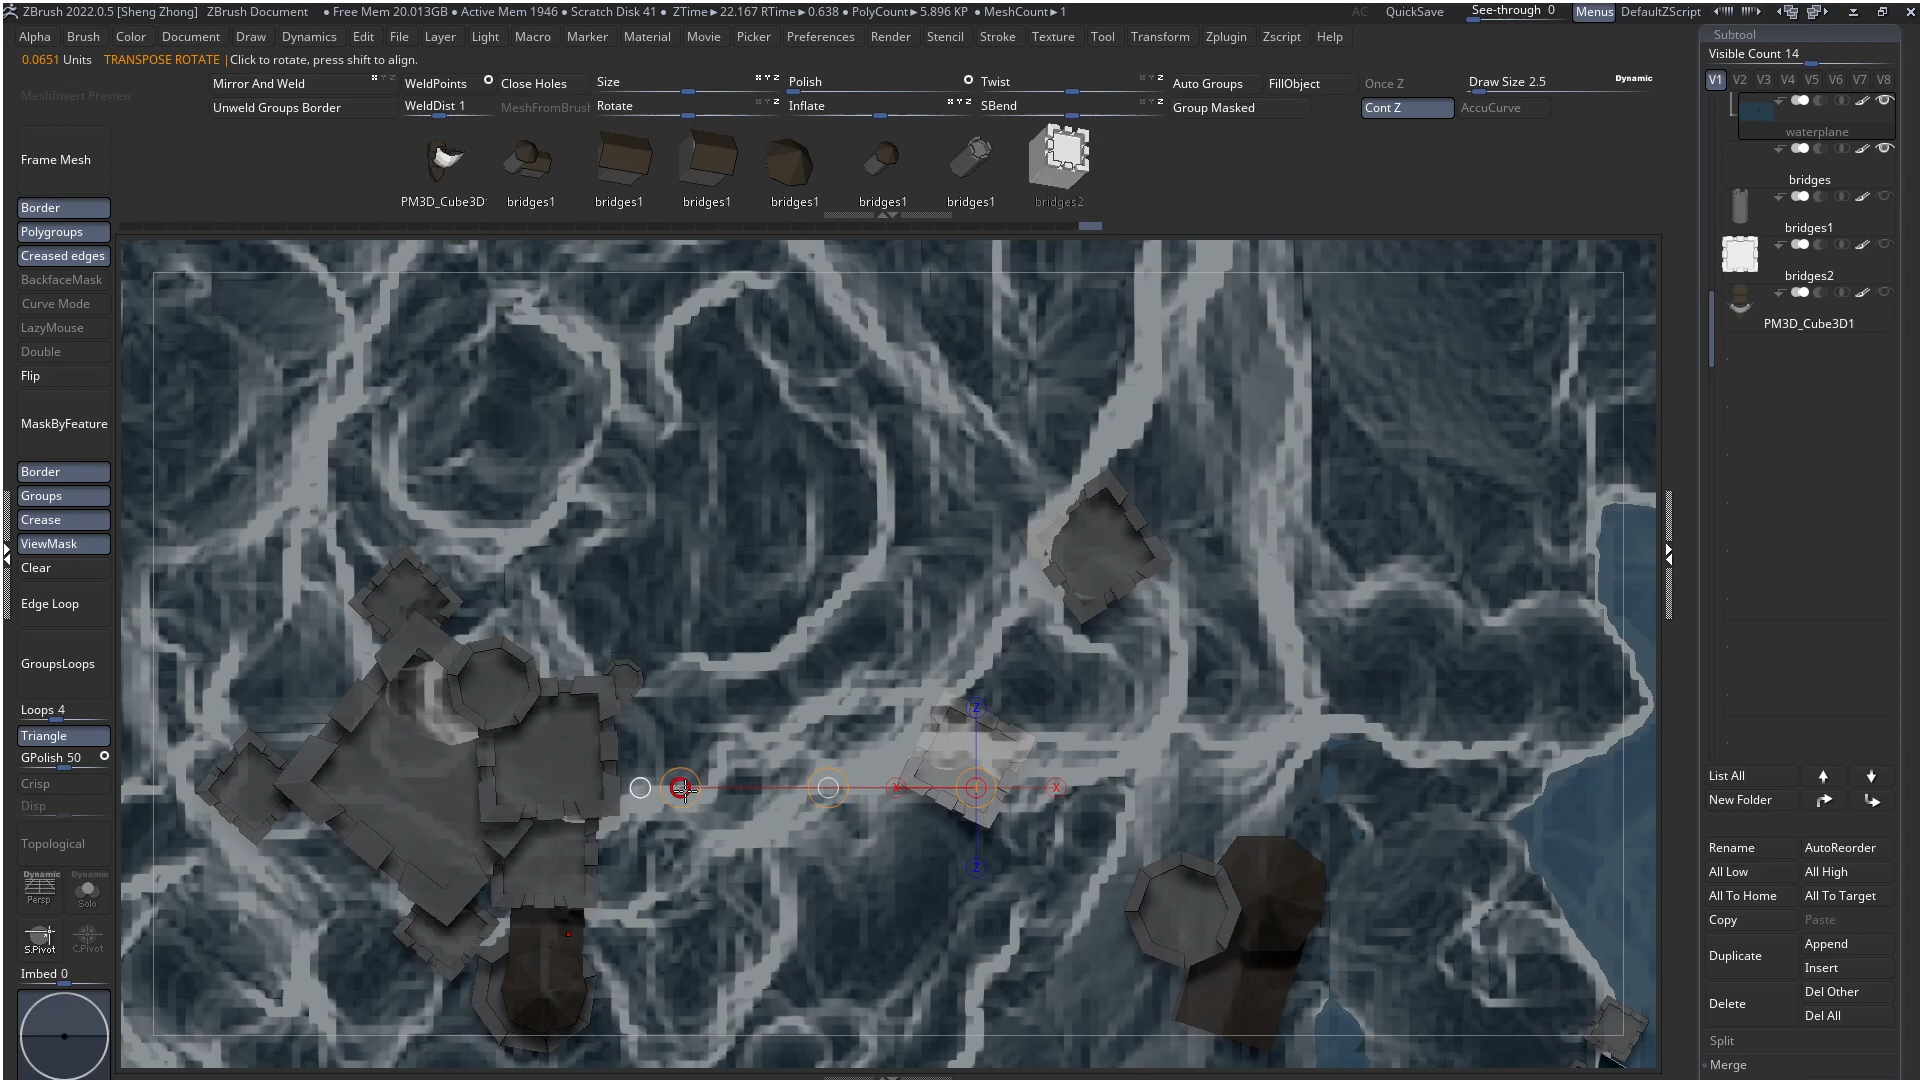 ZBrush 2022.0.5 [Sheng Zhong] ZBrush Document ● Free Mem 20.013GB ● Active Mem 1946 ● Scratch Disk 41 ● ZTime►22.167 RTime►0.638 ● PolyCount►5.896 KP ● MeshCount►1 AC QuickSave See-through 0 Menus DefaultZScript
Alpha Brush Color Document Draw Dynamics Edit File Layer Light Macro Marker Material Movie Picker Preferences Render Stencil Stroke Texture Tool Transform Zplugin Zscript Help
0.0651 Units TRANSPOSE ROTATE |Click to rotate, press shift to align.
MeshInsert Preview
Mirror And Weld WeldPoints Close Holes Size Polish Twist Auto Groups FillObject Once Z Draw Size 2.5 Dynamic
Unweld Groups Border WeldDist 1 MeshFromBrush Rotate Inflate SBend Group Masked Cont Z AccuCurve
PM3D_Cube3D bridges1 bridges1 bridges1 bridges1 bridges1 bridges1 bridges2
Frame Mesh
Border
Polygroups
Creased edges
BackfaceMask
Curve Mode
LazyMouse
Double
Flip
MaskByFeature
Border
Groups
Crease
ViewMask
Clear
Edge Loop
GroupsLoops
Loops 4
Triangle
GPolish 50
Crisp
Disp
Topological
Dynamic Dynamic
Persp Solo
S.Pivot C.Pivot
Imbed 0
Z
X X
Z
Subtool
Visible Count 14
V1 V2 V3 V4 V5 V6 V7 V8
waterplane
bridges
bridges1
bridges2
PM3D_Cube3D1
List All
New Folder
Rename AutoReorder
All Low All High
All To Home All To Target
Copy Paste
Duplicate Append
Insert
Delete Del Other
Del All
Split
Merge